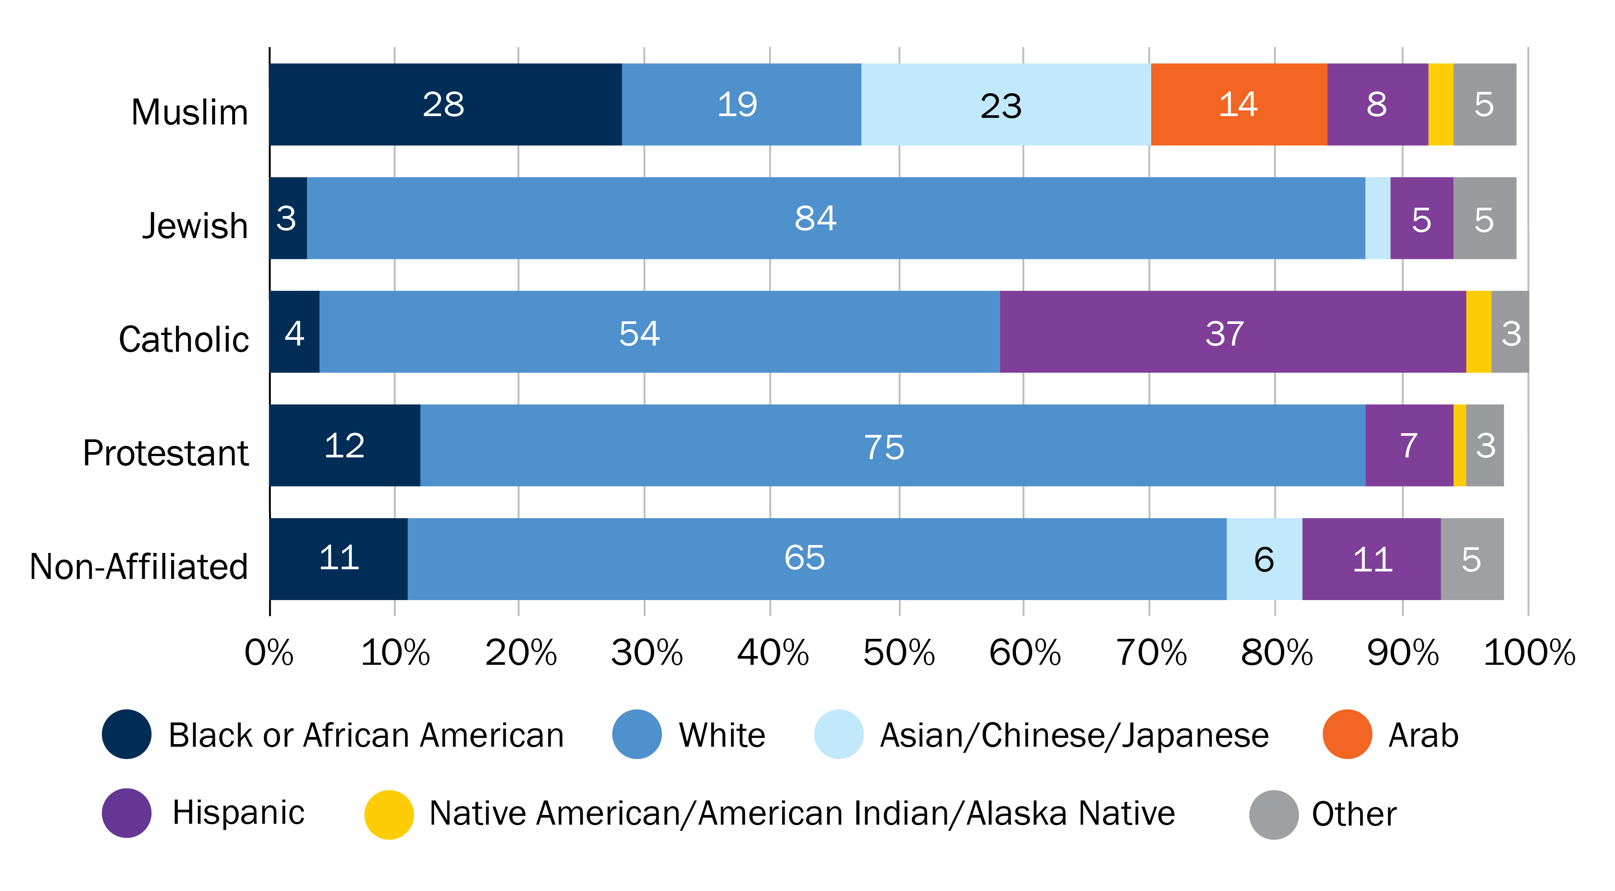 Muslim 28 19 23 14 8 5
Jewish 3 84 5 5
Catholic 4 54 37 3
Protestant 12 75 7 3
Non-Affiliated 11 65 6 11 5
0% 10% 20% 30% 40% 50% 60% 70% 80% 90% 100%
Black or African American White Asian/Chinese/Japanese Arab
Hispanic Native American/American Indian/Alaska Native Other